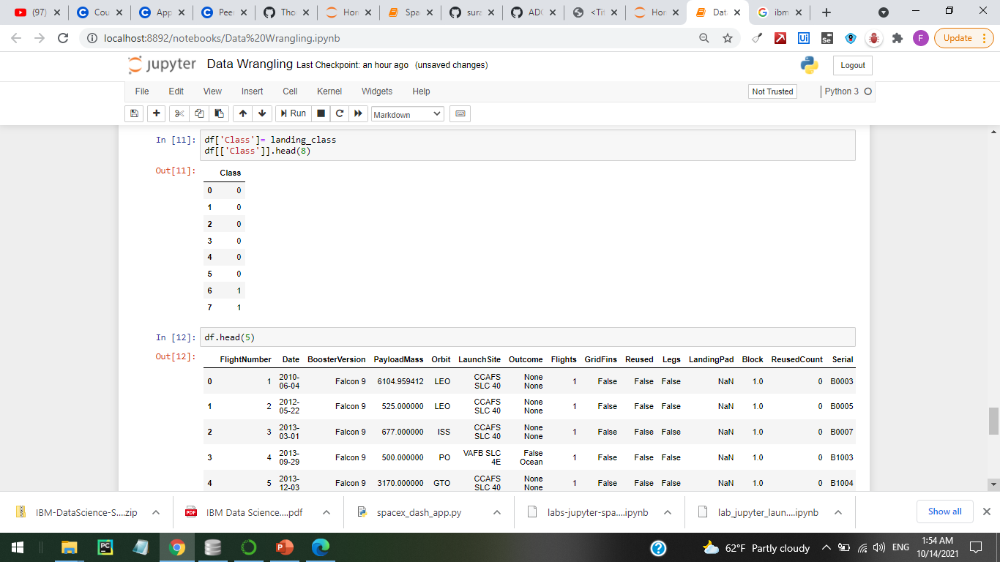 (97)
Cou
App
Peer
Tho
Hon
Spa
sura
ADC
<Tit
Hor
Dat
ibm
localhost:8892/notebooks/Data%20Wrangling.ipynb
Ui
Se
F
Update
jupyter Data Wrangling Last Checkpoint: an hour ago (unsaved changes)
Logout
File Edit View Insert Cell Kernel Widgets Help
Not Trusted
Python 3
Run
Markdown
In [11]: df['Class']= landing_class
df[['Class']].head(8)
Out[11]:
Class
0 0
1 0
2 0
3 0
4 0
5 0
6 1
7 1
In [12]: df.head(5)
Out[12]:
FlightNumber Date BoosterVersion PayloadMass Orbit LaunchSite Outcome Flights GridFins Reused Legs LandingPad Block ReusedCount Serial
0 1 2010-06-04 Falcon 9 6104.959412 LEO CCAFS SLC 40 None None 1 False False False NaN 1.0 0 B0003
1 2 2012-05-22 Falcon 9 525.000000 LEO CCAFS SLC 40 None None 1 False False False NaN 1.0 0 B0005
2 3 2013-03-01 Falcon 9 677.000000 ISS CCAFS SLC 40 None None 1 False False False NaN 1.0 0 B0007
3 4 2013-09-29 Falcon 9 500.000000 PO VAFB SLC 4E False Ocean 1 False False False NaN 1.0 0 B1003
4 5 2013-12-03 Falcon 9 3170.000000 GTO CCAFS SLC 40 None None 1 False False False NaN 1.0 0 B1004
IBM-DataScience-S....zip
PDF
IBM Data Science....pdf
spacex_dash_app.py
labs-jupyter-spa....ipynb
lab_jupyter_laun....ipynb
Show all
PC
P
62°F Partly cloudy
ENG
1:54 AM
10/14/2021